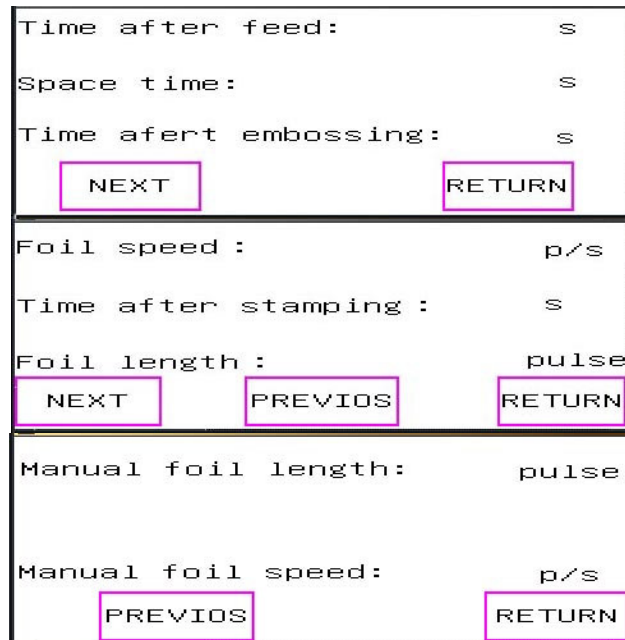 Time after feed: s
Space time: s
Time afert embossing: s
NEXT RETURN
Foil speed : p/s
Time after stamping : s
Foil length : pulse
NEXT PREVIOS RETURN
Manual foil length: pulse
Manual foil speed: p/s
PREVIOS RETURN